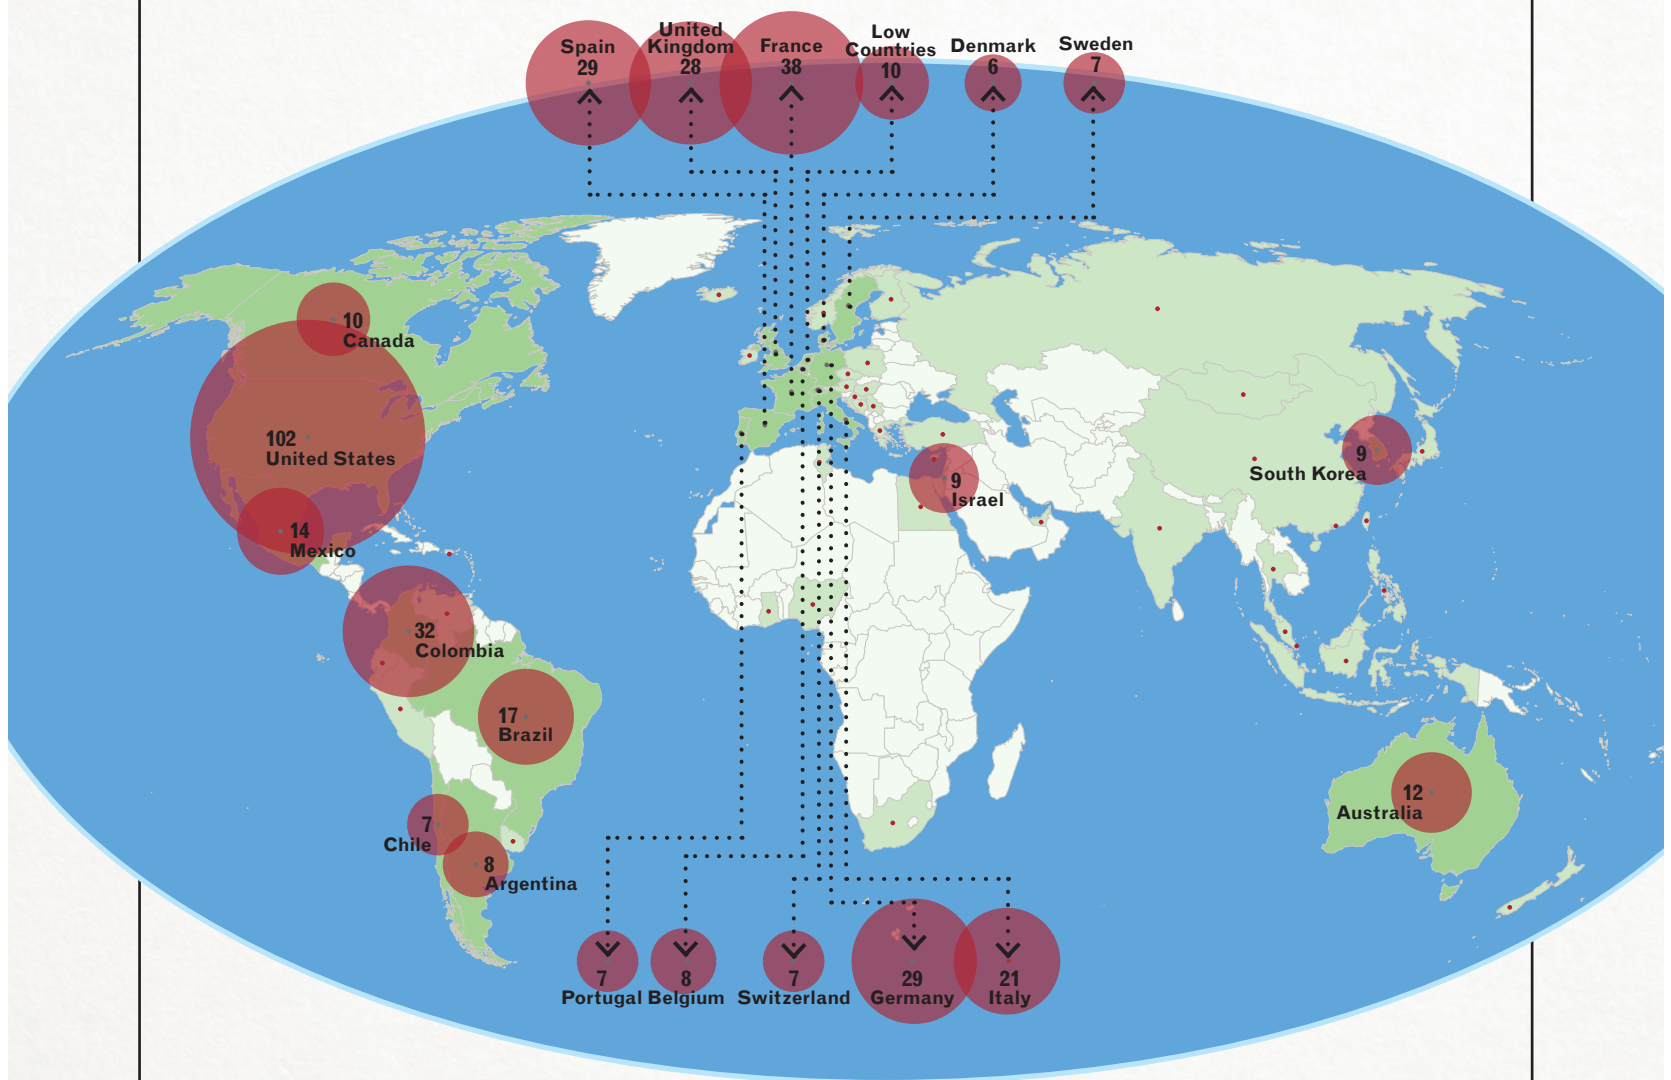 Spain
29
United
Kingdom
28
France
38
Low
Countries
10
Denmark
6
Sweden
7
10
Canada
102
United States
14
Mexico
32
Colombia
17
Brazil
7
Chile
8
Argentina
9
Israel
9
South Korea
12
Australia
7
Portugal
8
Belgium
7
Switzerland
29
Germany
21
Italy